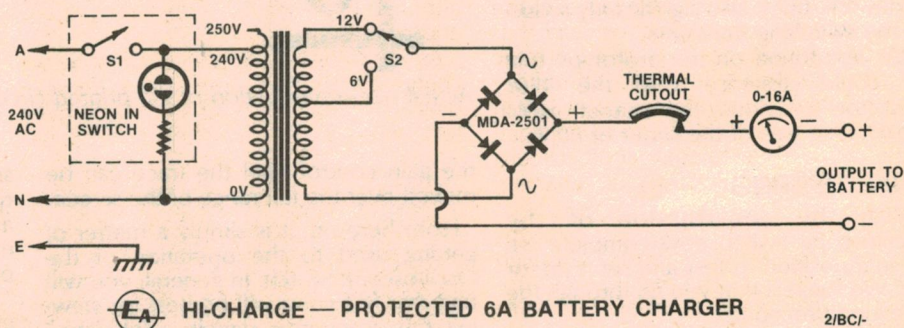 A
S1
NEON IN
SWITCH
240V
AC
N
E
250V
240V
0V
12V
6V
S2
MDA-2501
−
+
∿
∿
THERMAL
CUTOUT
0-16A
+
−
+
OUTPUT TO
BATTERY
−
EA
HI-CHARGE — PROTECTED 6A BATTERY CHARGER
2/BC/-